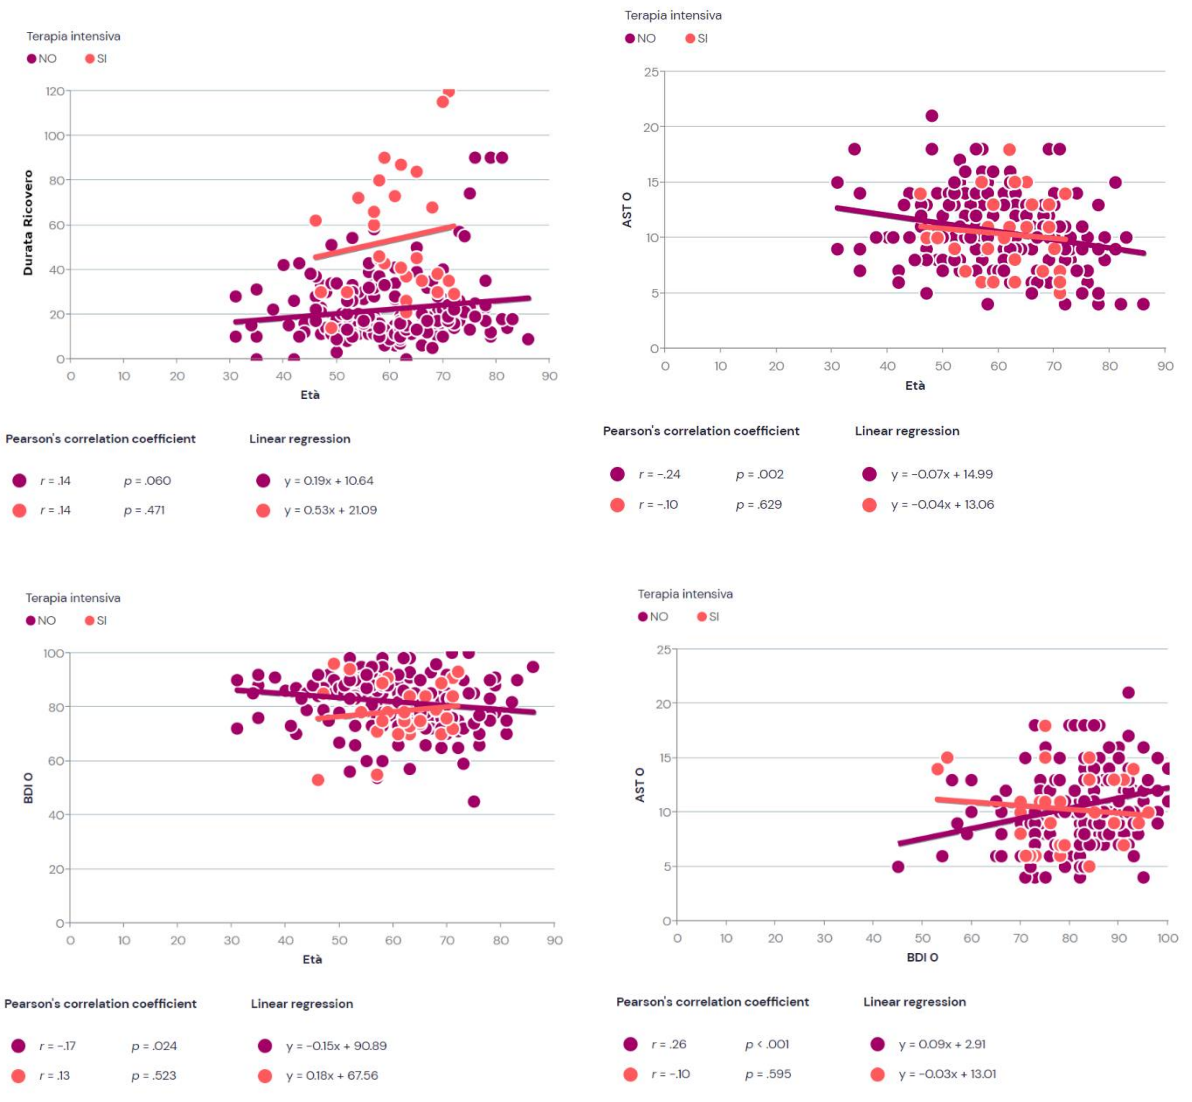 Terapia intensiva
NO SI
120
100
80
60
40
20
0
Durata Ricovero
0 10 20 30 40 50 60 70 80 90
Età
Pearson's correlation coefficient Linear regression
r = .14 p = .060 y = 0.19x + 10.64
r = .14 p = .471 y = 0.53x + 21.09
Terapia intensiva
NO SI
25
20
15
10
5
0
AST 0
0 10 20 30 40 50 60 70 80 90
Età
Pearson's correlation coefficient Linear regression
r = -.24 p = .002 y = -0.07x + 14.99
r = -.10 p = .629 y = -0.04x + 13.06
Terapia intensiva
NO SI
100
80
60
40
20
0
BDI 0
0 10 20 30 40 50 60 70 80 90
Età
Pearson's correlation coefficient Linear regression
r = -.17 p = .024 y = -0.15x + 90.89
r = .13 p = .523 y = 0.18x + 67.56
Terapia intensiva
NO SI
25
20
15
10
5
0
AST 0
0 10 20 30 40 50 60 70 80 90 100
BDI 0
Pearson's correlation coefficient Linear regression
r = .26 p < .001 y = 0.09x + 2.91
r = -.10 p = .595 y = -0.03x + 13.01